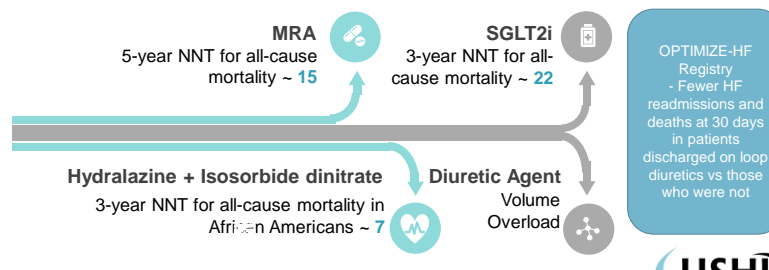 MRA
5-year NNT for all-cause
mortality ~ 15
SGLT2i
3-year NNT for all-
cause mortality ~ 22
Hydralazine + Isosorbide dinitrate
3-year NNT for all-cause mortality in
Americans ~ 7
Diuretic Agent
Volume
Overload
OPTIMIZE-HF
Registry
- Fewer HF
readmissions and
deaths at 30 days
in patients
discharged on loop
diuretics vs those
who were not